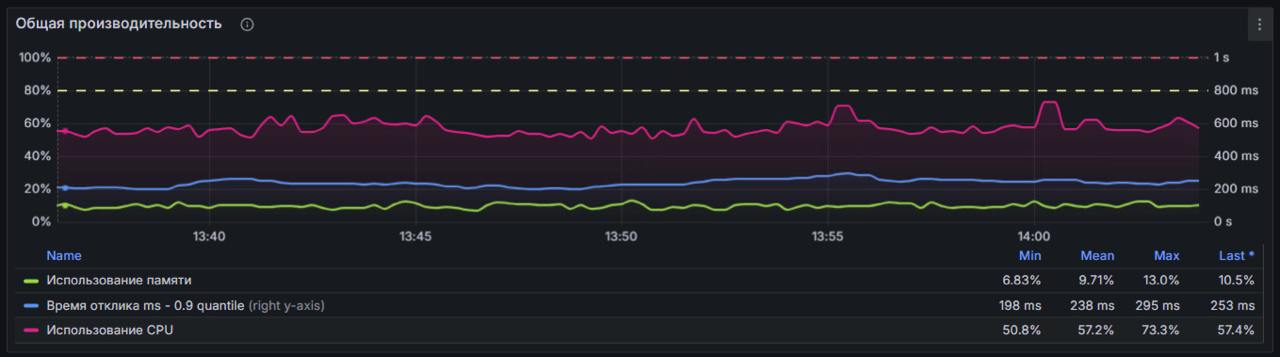 Общая производительность
100% 1 s
80% 800 ms
60% 600 ms
40% 400 ms
20% 200 ms
0% 0 s
13:40 13:45 13:50 13:55 14:00
Name Min Mean Max Last *
Использование памяти 6.83% 9.71% 13.0% 10.5%
Время отклика ms - 0.9 quantile (right y-axis) 198 ms 238 ms 295 ms 253 ms
Использование CPU 50.8% 57.2% 73.3% 57.4%